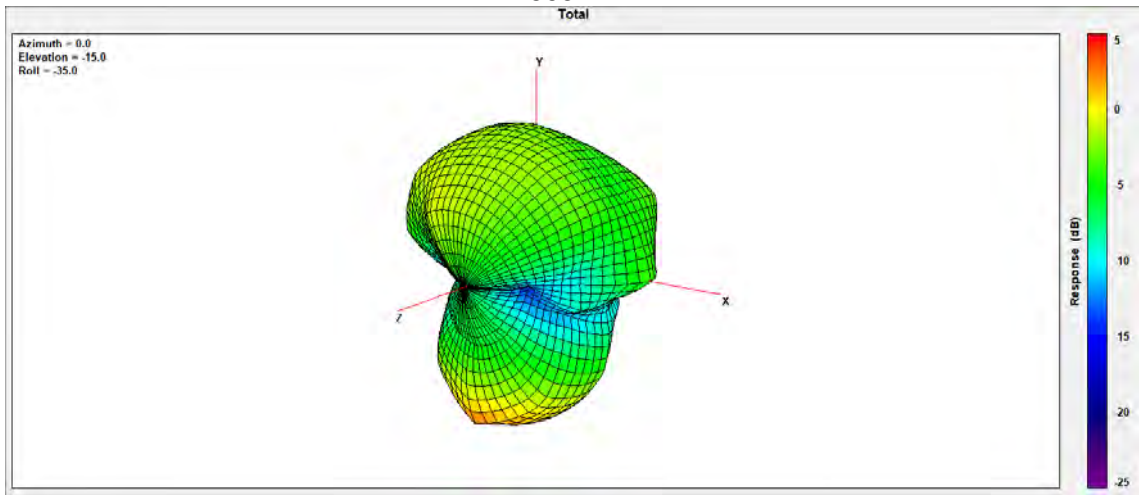 Total
Azimuth = 0.0
Elevation = -15.0
Roll = -35.0
Y
X
Z
5
0
-5
-10
-15
-20
-25
Response (dB)